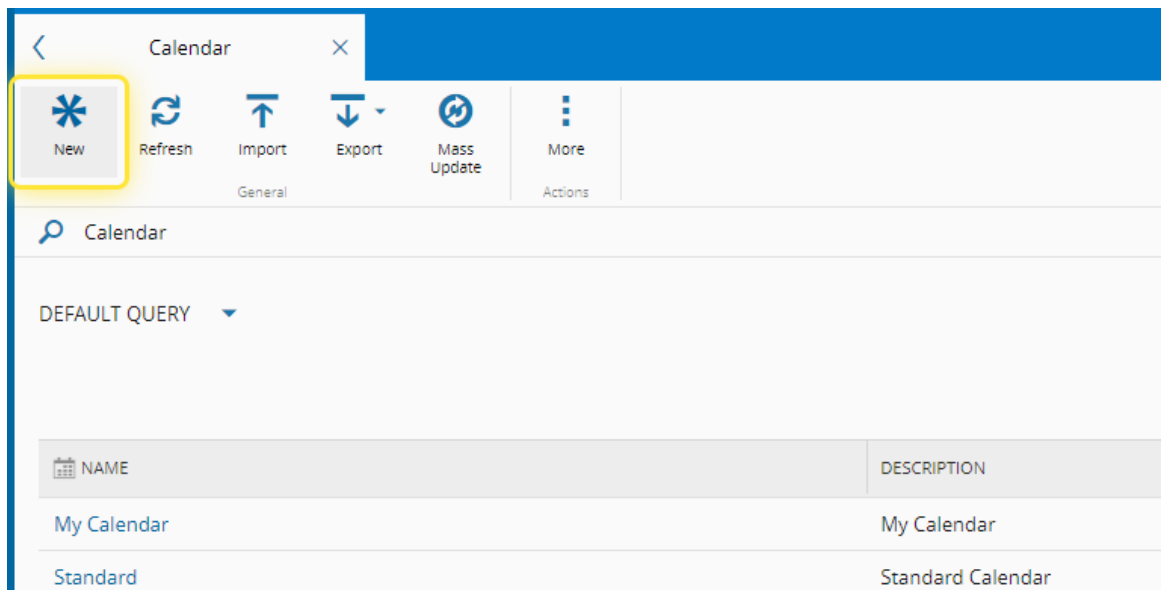 Calendar
New
Refresh
Import
Export
Mass
Update
More
General
Actions
Calendar
DEFAULT QUERY
NAME
DESCRIPTION
My Calendar
My Calendar
Standard
Standard Calendar